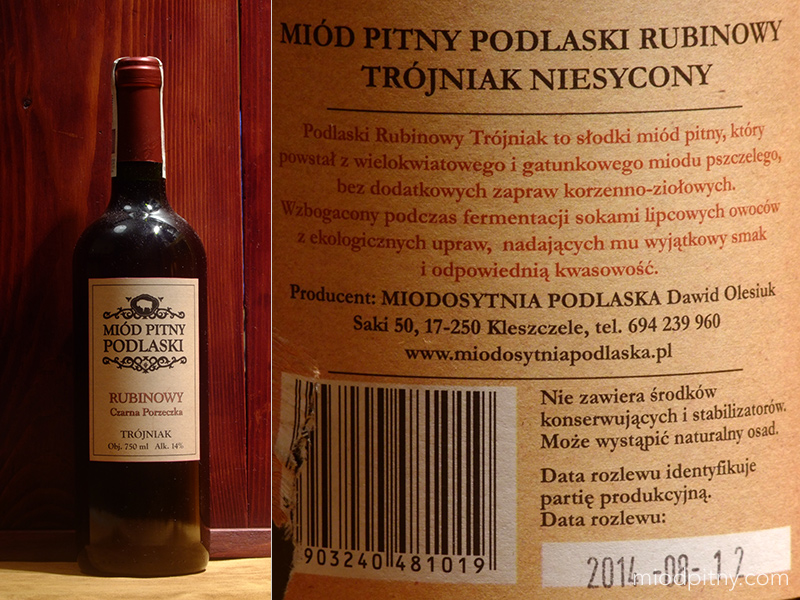 MIÓD PITNY
PODLASKI
RUBINOWY
Czarna Porzeczka
TRÓJNIAK
Obj. 750 ml Alk. 14%
MIÓD PITNY PODLASKI RUBINOWY
TRÓJNIAK NIESYCONY
Podlaski Rubinowy Trójniak to słodki miód pitny, który
powstał z wielokwiatowego i gatunkowego miodu pszczelego,
bez dodatkowych zapraw korzenno-ziołowych.
Wzbogacony podczas fermentacji sokami lipcowych owoców
z ekologicznych upraw, nadających mu wyjątkowy smak
i odpowiednią kwasowość.
Producent: MIODOSYTNIA PODLASKA Dawid Olesiuk
Saki 50, 17-250 Kleszczele, tel. 694 239 960
www.miodosytniapodlaska.pl
Nie zawiera środków
konserwujących i stabilizatorów.
Może wystąpić naturalny osad.
Data rozlewu identyfikuje
partię produkcyjną.
Data rozlewu:
2014 -08- 12
903240 481019
miodpitny.com